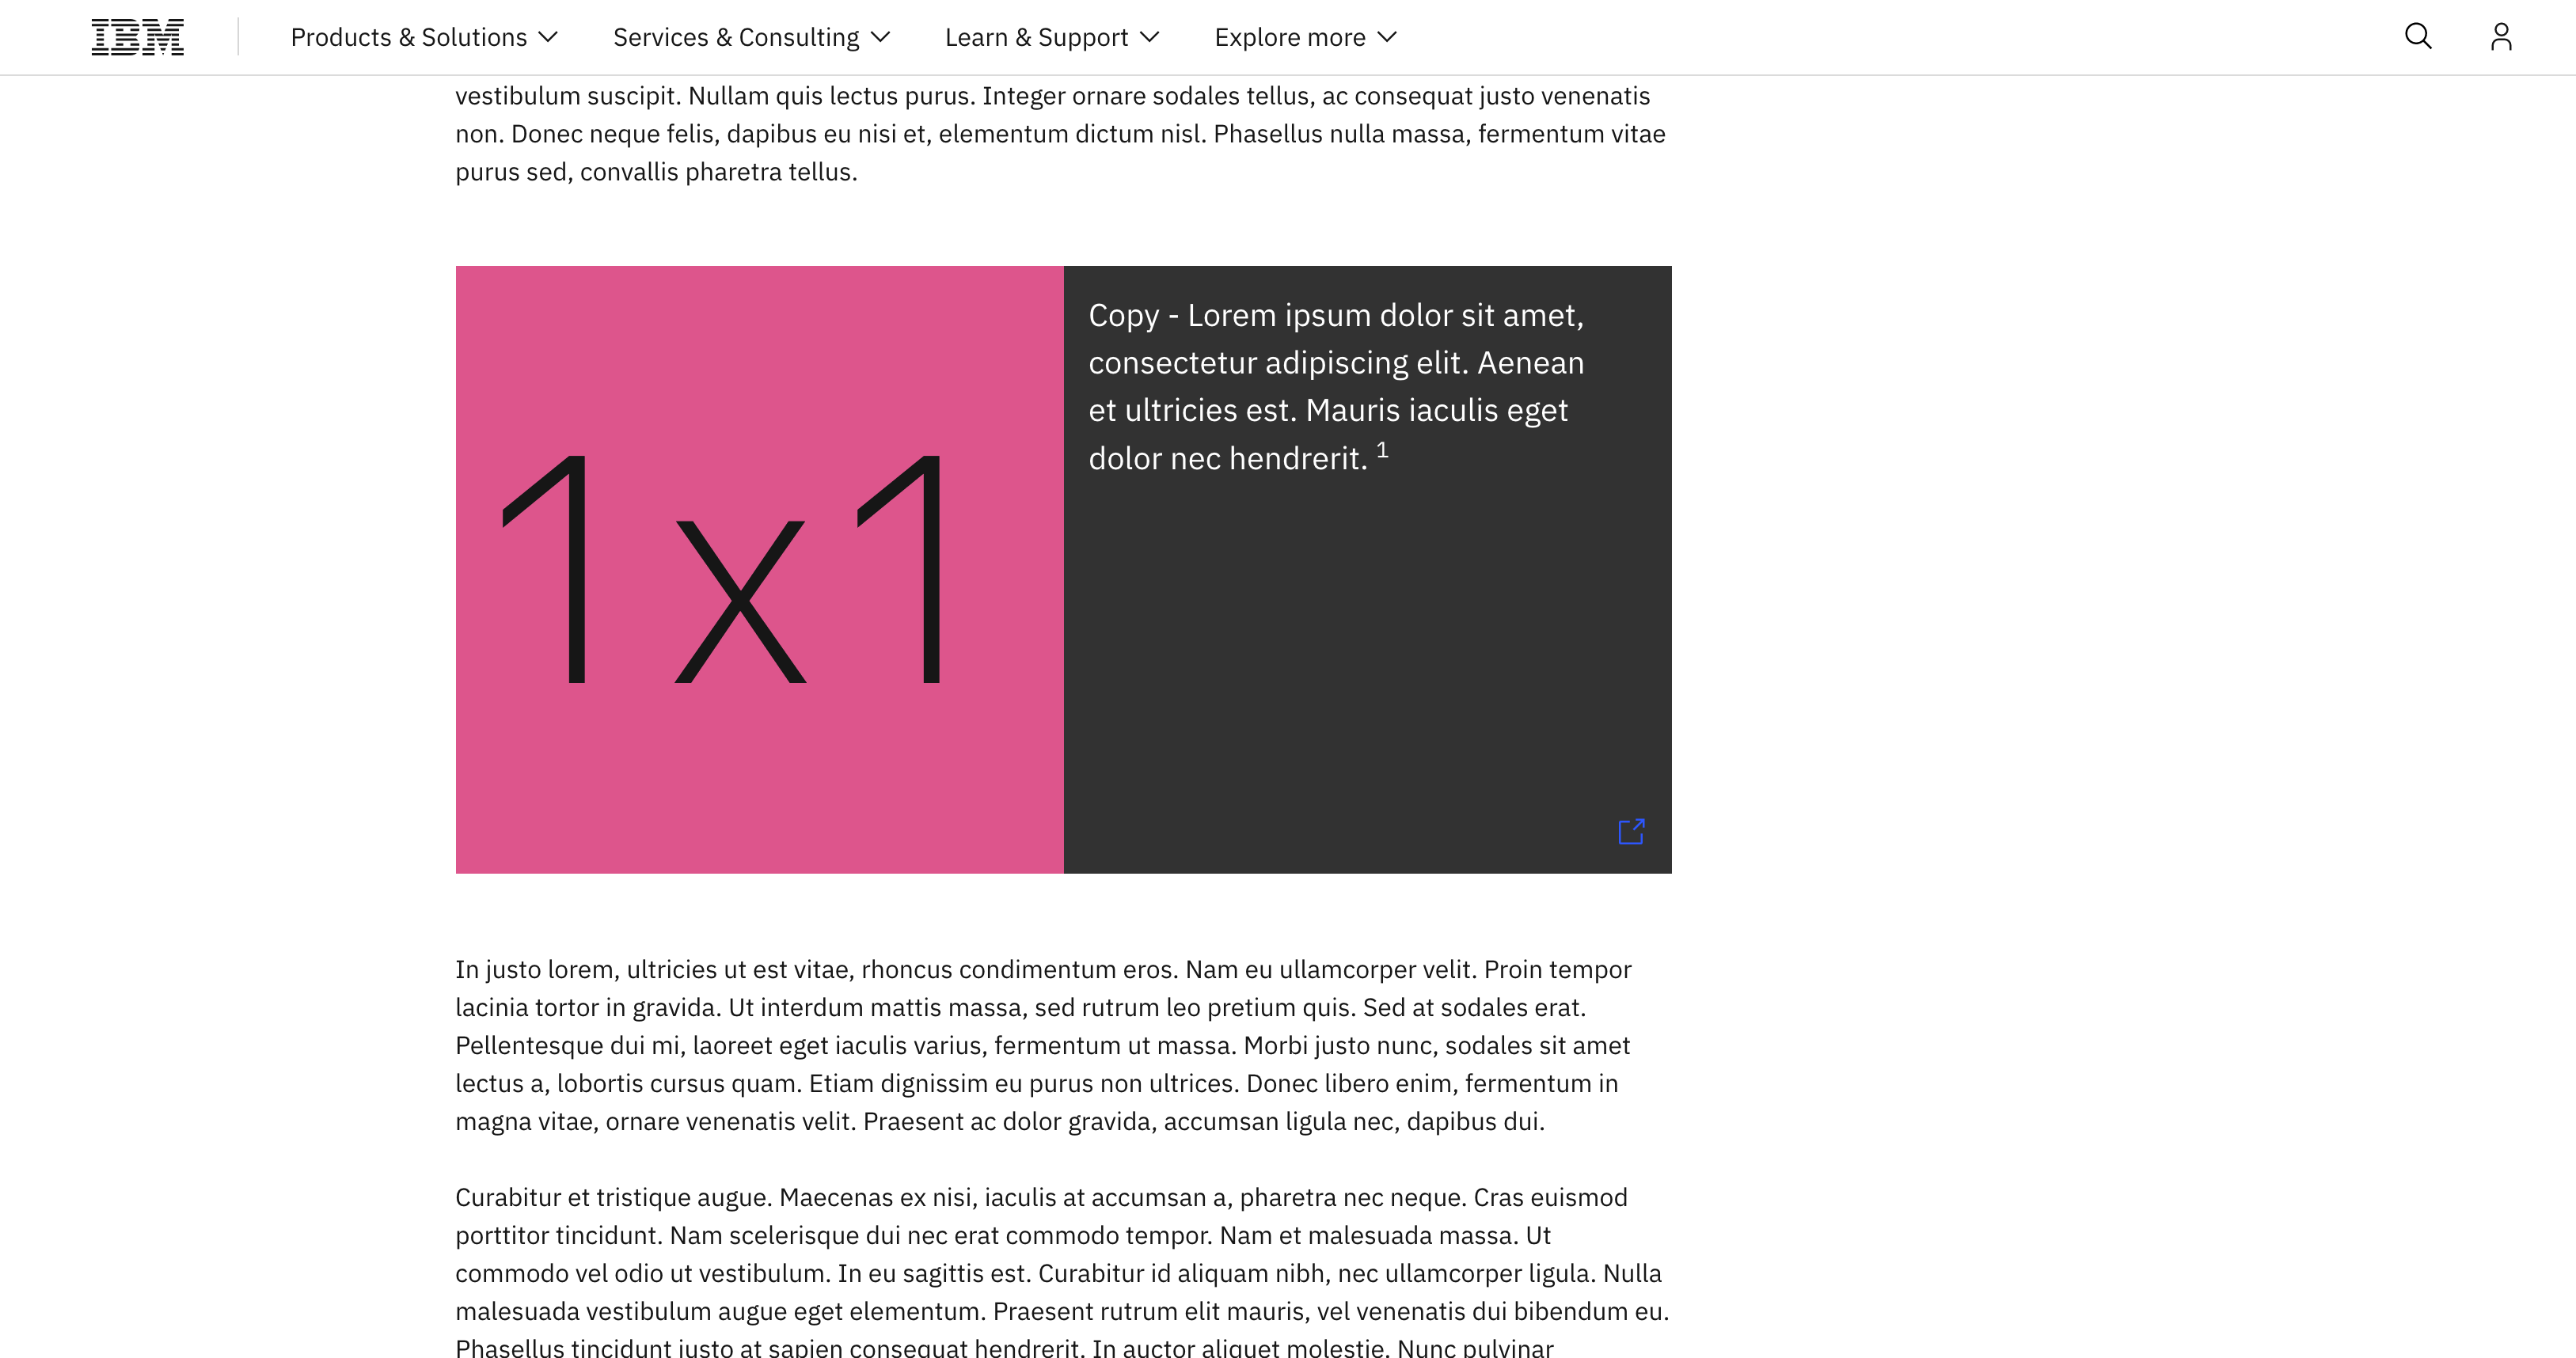 IBM
Products & Solutions
Services & Consulting
Learn & Support
Explore more
vestibulum suscipit. Nullam quis lectus purus. Integer ornare sodales tellus, ac consequat justo venenatis
non. Donec neque felis, dapibus eu nisi et, elementum dictum nisl. Phasellus nulla massa, fermentum vitae
purus sed, convallis pharetra tellus.
1x1
Copy - Lorem ipsum dolor sit amet,
consectetur adipiscing elit. Aenean
et ultricies est. Mauris iaculis eget
dolor nec hendrerit. 1
In justo lorem, ultricies ut est vitae, rhoncus condimentum eros. Nam eu ullamcorper velit. Proin tempor
lacinia tortor in gravida. Ut interdum mattis massa, sed rutrum leo pretium quis. Sed at sodales erat.
Pellentesque dui mi, laoreet eget iaculis varius, fermentum ut massa. Morbi justo nunc, sodales sit amet
lectus a, lobortis cursus quam. Etiam dignissim eu purus non ultrices. Donec libero enim, fermentum in
magna vitae, ornare venenatis velit. Praesent ac dolor gravida, accumsan ligula nec, dapibus dui.
Curabitur et tristique augue. Maecenas ex nisi, iaculis at accumsan a, pharetra nec neque. Cras euismod
porttitor tincidunt. Nam scelerisque dui nec erat commodo tempor. Nam et malesuada massa. Ut
commodo vel odio ut vestibulum. In eu sagittis est. Curabitur id aliquam nibh, nec ullamcorper ligula. Nulla
malesuada vestibulum augue eget elementum. Praesent rutrum elit mauris, vel venenatis dui bibendum eu.
Phasellus tincidunt justo at sapien consequat hendrerit. In auctor aliquet molestie. Nunc pulvinar